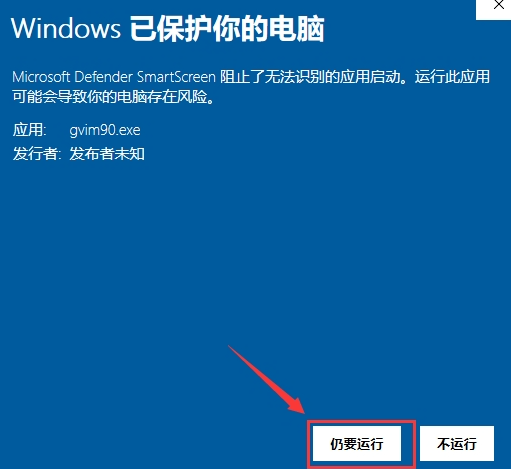 Windows 已保护你的电脑
Microsoft Defender SmartScreen 阻止了无法识别的应用启动。运行此应用
可能会导致你的电脑存在风险。
应用: gvim90.exe
发行者: 发布者未知
仍要运行 不运行